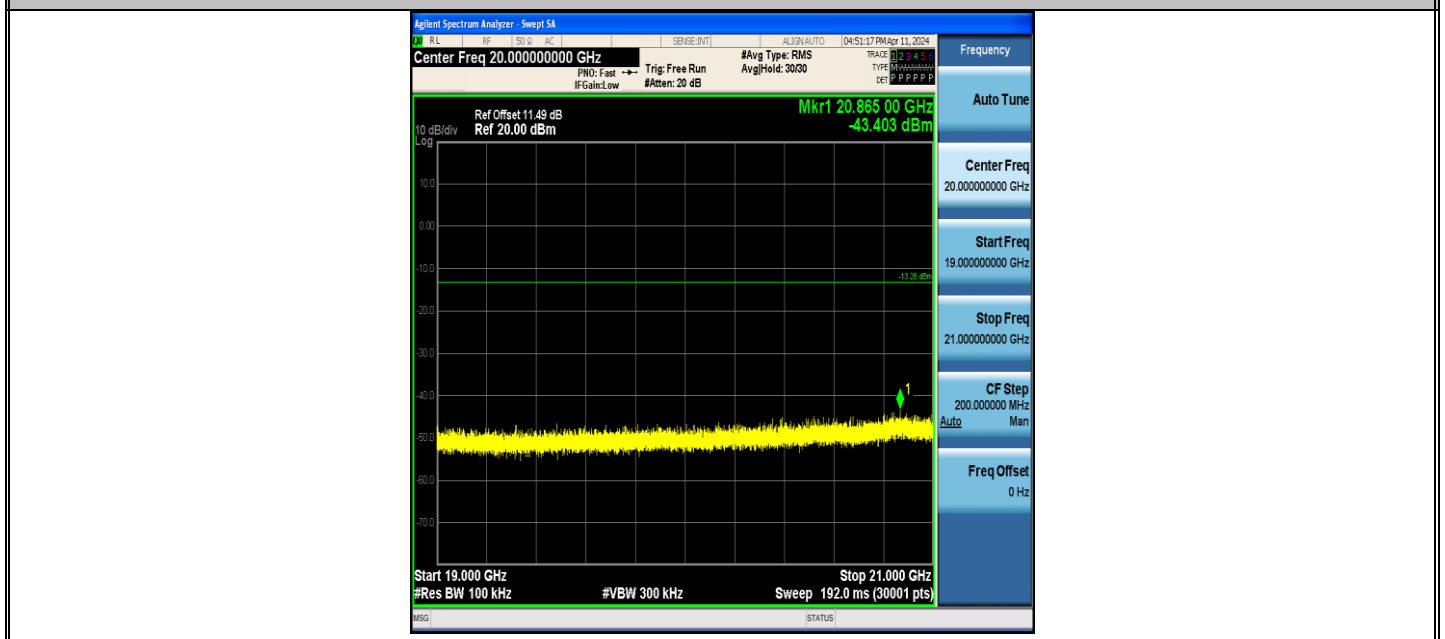 Agilent Spectrum Analyzer - Swept SA
RL RF 50 Ω AC SENSE:INT ALIGN AUTO 04:51:17 PM Apr 11, 2024
Center Freq 20.000000000 GHz
PNO: Fast
IFGain:Low
Trig: Free Run
#Atten: 20 dB
#Avg Type: RMS
Avg|Hold: 30/30
TRACE 1 2 3 4 5 6
TYPE M
DET P P P P P P
Mkr1 20.865 00 GHz
-43.403 dBm
Ref Offset 11.49 dB
10 dB/div Ref 20.00 dBm
Log
10.0
0.00
-10.0
-13.26 dBm
-20.0
-30.0
-40.0
1
-50.0
-60.0
-70.0
Start 19.000 GHz Stop 21.000 GHz
#Res BW 100 kHz #VBW 300 kHz Sweep 192.0 ms (30001 pts)
MSG STATUS
Frequency
Auto Tune
Center Freq
20.000000000 GHz
Start Freq
19.000000000 GHz
Stop Freq
21.000000000 GHz
CF Step
200.000000 MHz
Auto Man
Freq Offset
0 Hz